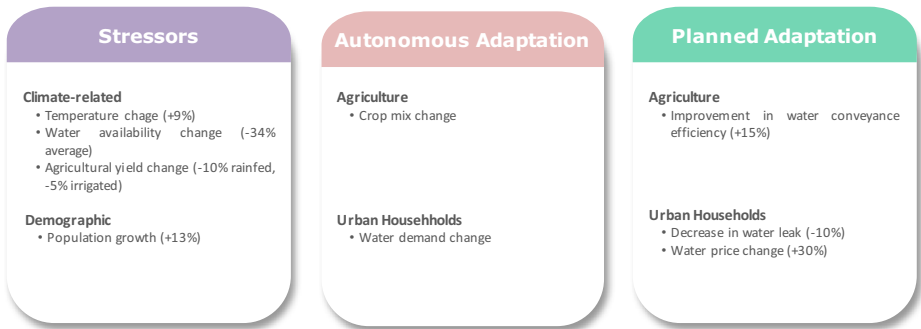 Stressors
Climate-related
• Temperature chage (+9%)
• Water availability change (-34%
average)
• Agricultural yield change (-10% rainfed,
-5% irrigated)
Demographic
• Population growth (+13%)
Autonomous Adaptation
Agriculture
• Crop mix change
Urban Househholds
• Water demand change
Planned Adaptation
Agriculture
• Improvement in water conveyance
efficiency (+15%)
Urban Households
• Decrease in water leak (-10%)
• Water price change (+30%)